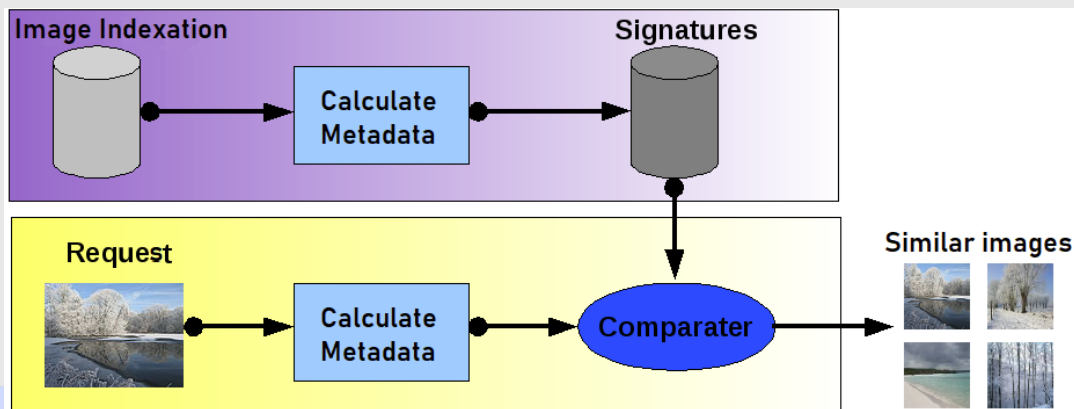 Image Indexation
Signatures
Calculate
Metadata
Request
Calculate
Metadata
Comparater
Similar images